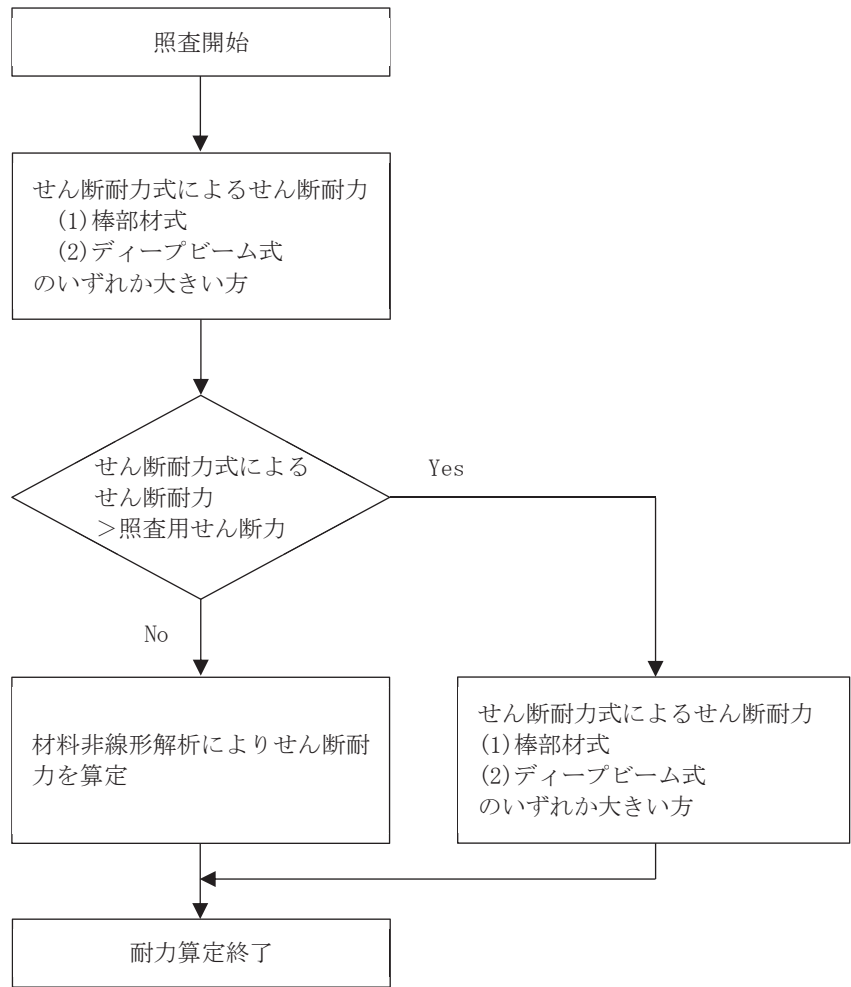 照査開始
せん断耐力式によるせん断耐力
(1)棒部材式
(2)ディープビーム式
のいずれか大きい方
せん断耐力式による
せん断耐力
＞照査用せん断力
Yes
No
材料非線形解析によりせん断耐
力を算定
せん断耐力式によるせん断耐力
(1)棒部材式
(2)ディープビーム式
のいずれか大きい方
耐力算定終了